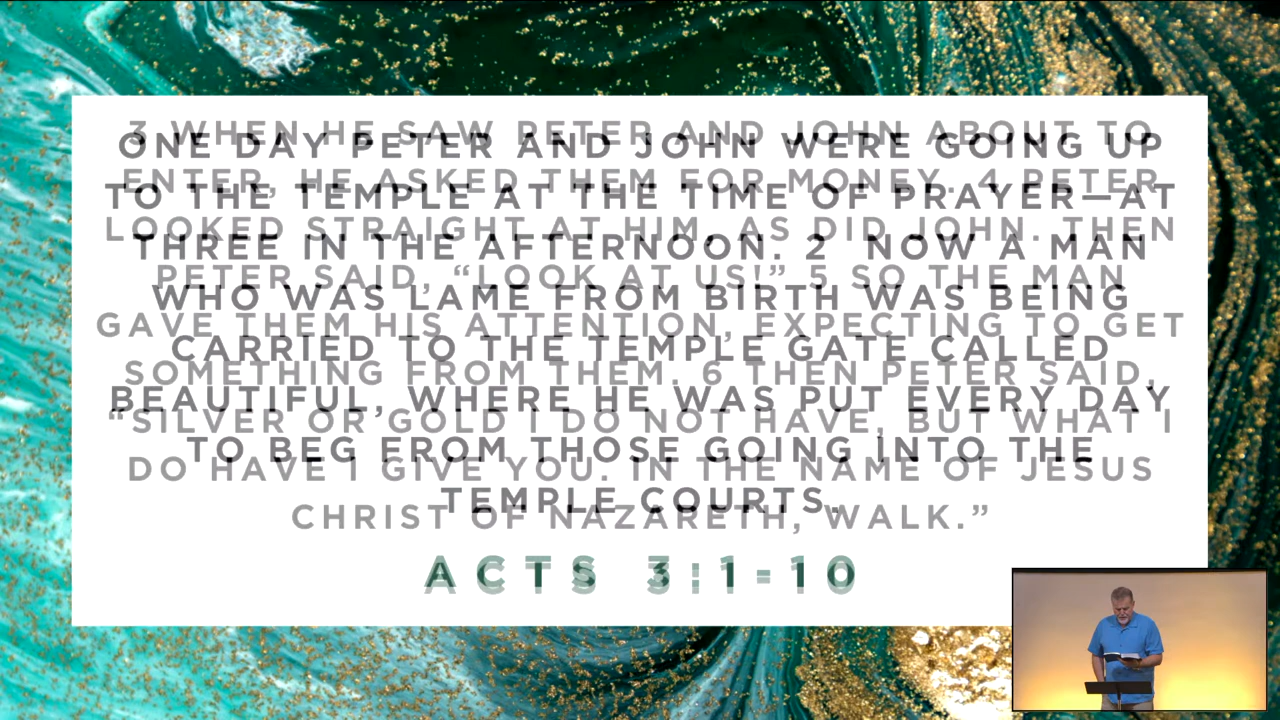 ONE DAY PETER AND JOHN WERE GOING UP
TO THE TEMPLE AT THE TIME OF PRAYER—AT
THREE IN THE AFTERNOON. 2 NOW A MAN
WHO WAS LAME FROM BIRTH WAS BEING
CARRIED TO THE TEMPLE GATE CALLED
BEAUTIFUL, WHERE HE WAS PUT EVERY DAY
TO BEG FROM THOSE GOING INTO THE
TEMPLE COURTS.
3 WHEN HE SAW PETER AND JOHN ABOUT TO
ENTER, HE ASKED THEM FOR MONEY. 4 PETER
LOOKED STRAIGHT AT HIM, AS DID JOHN. THEN
PETER SAID, “LOOK AT US!” 5 SO THE MAN
GAVE THEM HIS ATTENTION, EXPECTING TO GET
SOMETHING FROM THEM. 6 THEN PETER SAID,
“SILVER OR GOLD I DO NOT HAVE, BUT WHAT I
DO HAVE I GIVE YOU. IN THE NAME OF JESUS
CHRIST OF NAZARETH, WALK.”
ACTS 3:1-10